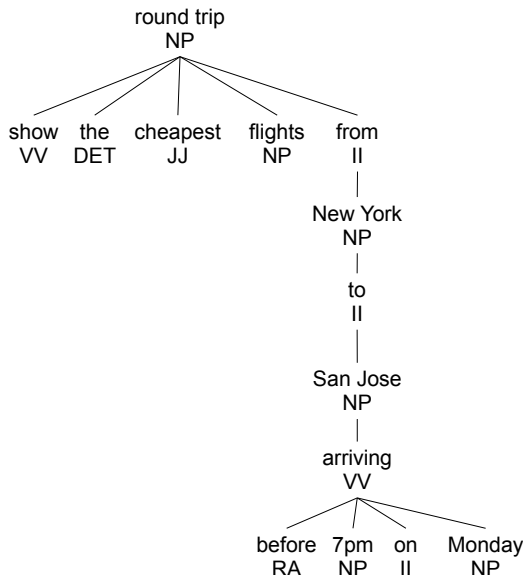 round trip
NP
show the cheapest flights from
VV DET JJ NP II
New York
NP
to
II
San Jose
NP
arriving
VV
before 7pm on Monday
RA NP II NP